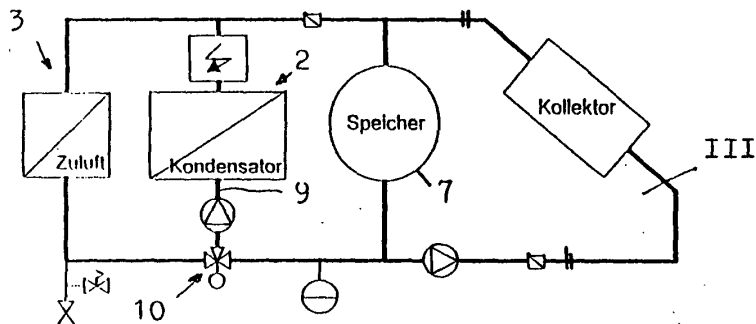 3
2
Zuluft
Kondensator
Speicher
Kollektor
III
9
7
10